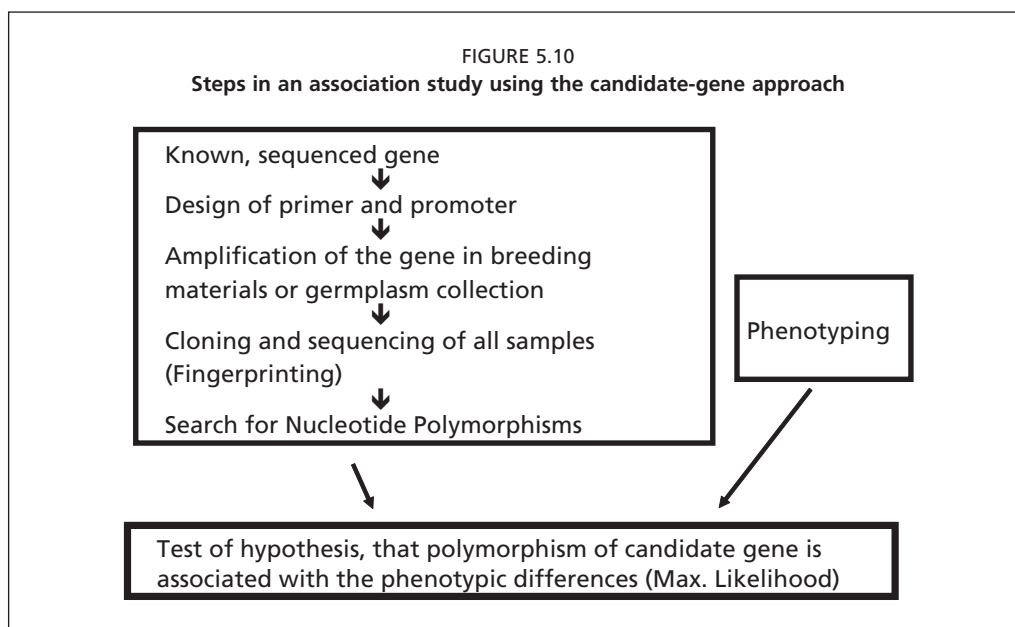 FIGURE 5.10
Steps in an association study using the candidate-gene approach
Known, sequenced gene
Design of primer and promoter
Amplification of the gene in breeding
materials or germplasm collection
Cloning and sequencing of all samples
(Fingerprinting)
Search for Nucleotide Polymorphisms
Phenotyping
Test of hypothesis, that polymorphism of candidate gene is
associated with the phenotypic differences (Max. Likelihood)